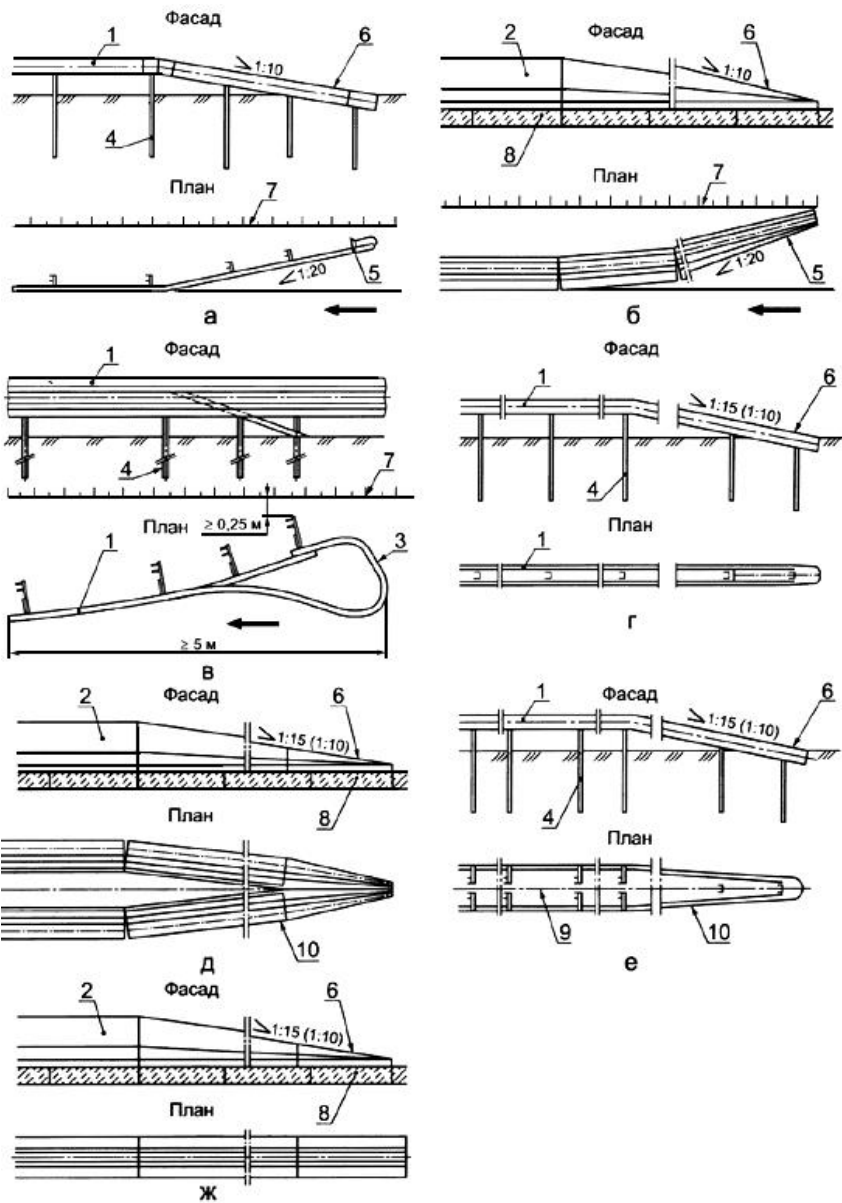 Фасад
1
1:10
6
4
План
7
5
1:20
а
Фасад
2
1:10
6
8
План
7
1:20
5
б
Фасад
1
4
7
План
≥ 0,25 м
1
3
≥ 5 м
в
Фасад
1
1:15 (1:10)
6
4
План
1
г
Фасад
2
1:15 (1:10)
6
8
План
10
д
Фасад
1
1:15 (1:10)
6
4
План
9
10
е
Фасад
2
1:15 (1:10)
6
8
План
ж